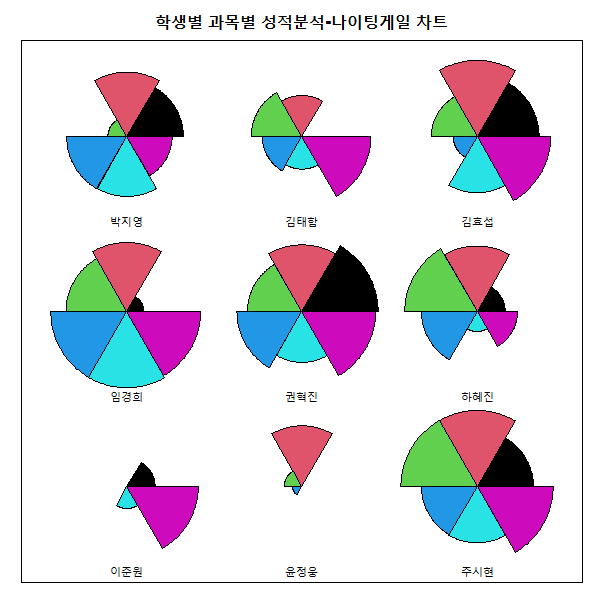 학생별 과목별 성적분석-나이팅게일 차트
박지영
김태함
김효섭
임경희
권혁진
하혜진
이준원
윤정웅
주시현